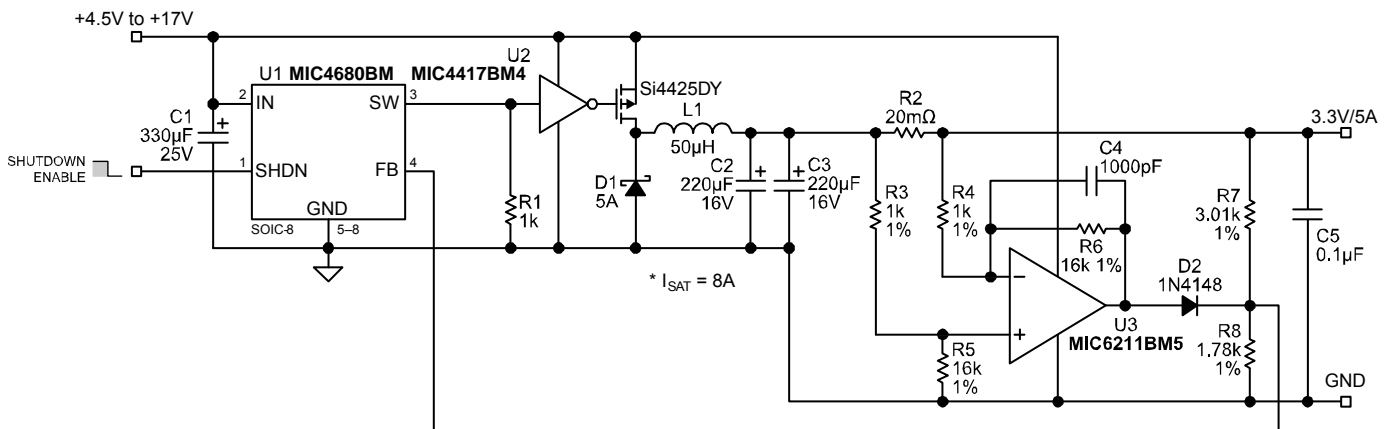 +4.5V to +17V
U1 MIC4680BM
MIC4417BM4
U2
2
IN
SW
3
C1
330µF
25V
SHUTDOWN
ENABLE
1
SHDN
FB
4
GND
SOIC-8
5–8
R1
1k
Si4425DY
L1
50µH
D1
5A
C2
220µF
16V
C3
220µF
16V
* ISAT = 8A
R2
20mΩ
R3
1k
1%
R4
1k
1%
C4
1000pF
R6
16k 1%
R5
16k
1%
−
+
U3
MIC6211BM5
D2
1N4148
R7
3.01k
1%
R8
1.78k
1%
C5
0.1µF
3.3V/5A
GND